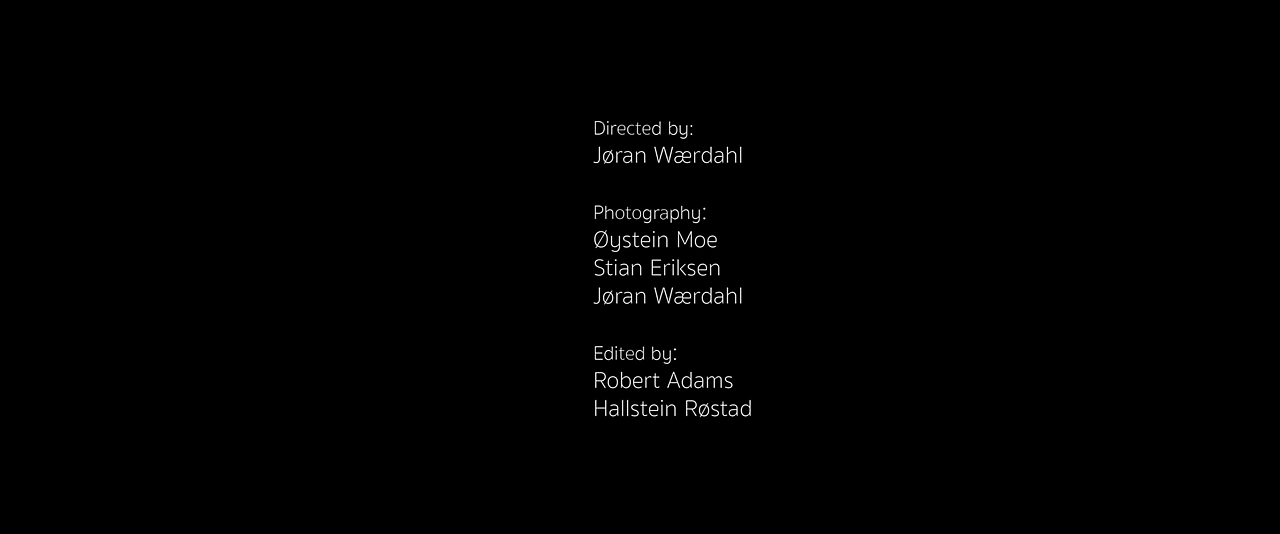 Directed by:
Jøran Wærdahl
Photography:
Øystein Moe
Stian Eriksen
Jøran Wærdahl
Edited by:
Robert Adams
Hallstein Røstad